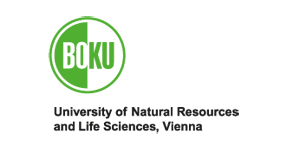 BOKU
University of Natural Resources
and Life Sciences, Vienna